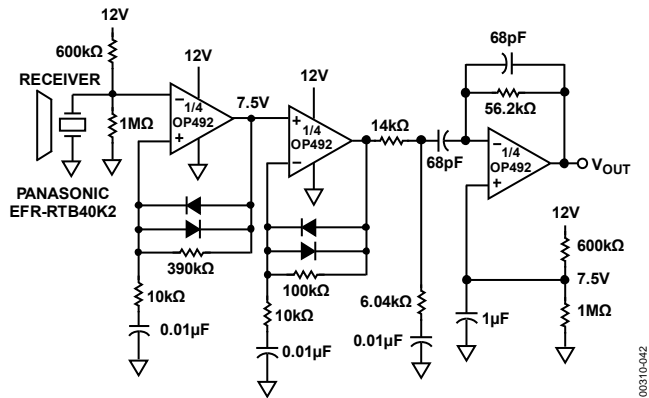 12V
600kΩ
RECEIVER
1MΩ
PANASONIC
EFR-RTB40K2
12V
−
1/4
OP492
+
7.5V
390kΩ
10kΩ
0.01µF
12V
+
1/4
OP492
−
100kΩ
10kΩ
0.01µF
14kΩ
6.04kΩ
0.01µF
68pF
68pF
56.2kΩ
−
1/4
OP492
+
VOUT
12V
600kΩ
7.5V
1µF
1MΩ
00310-042